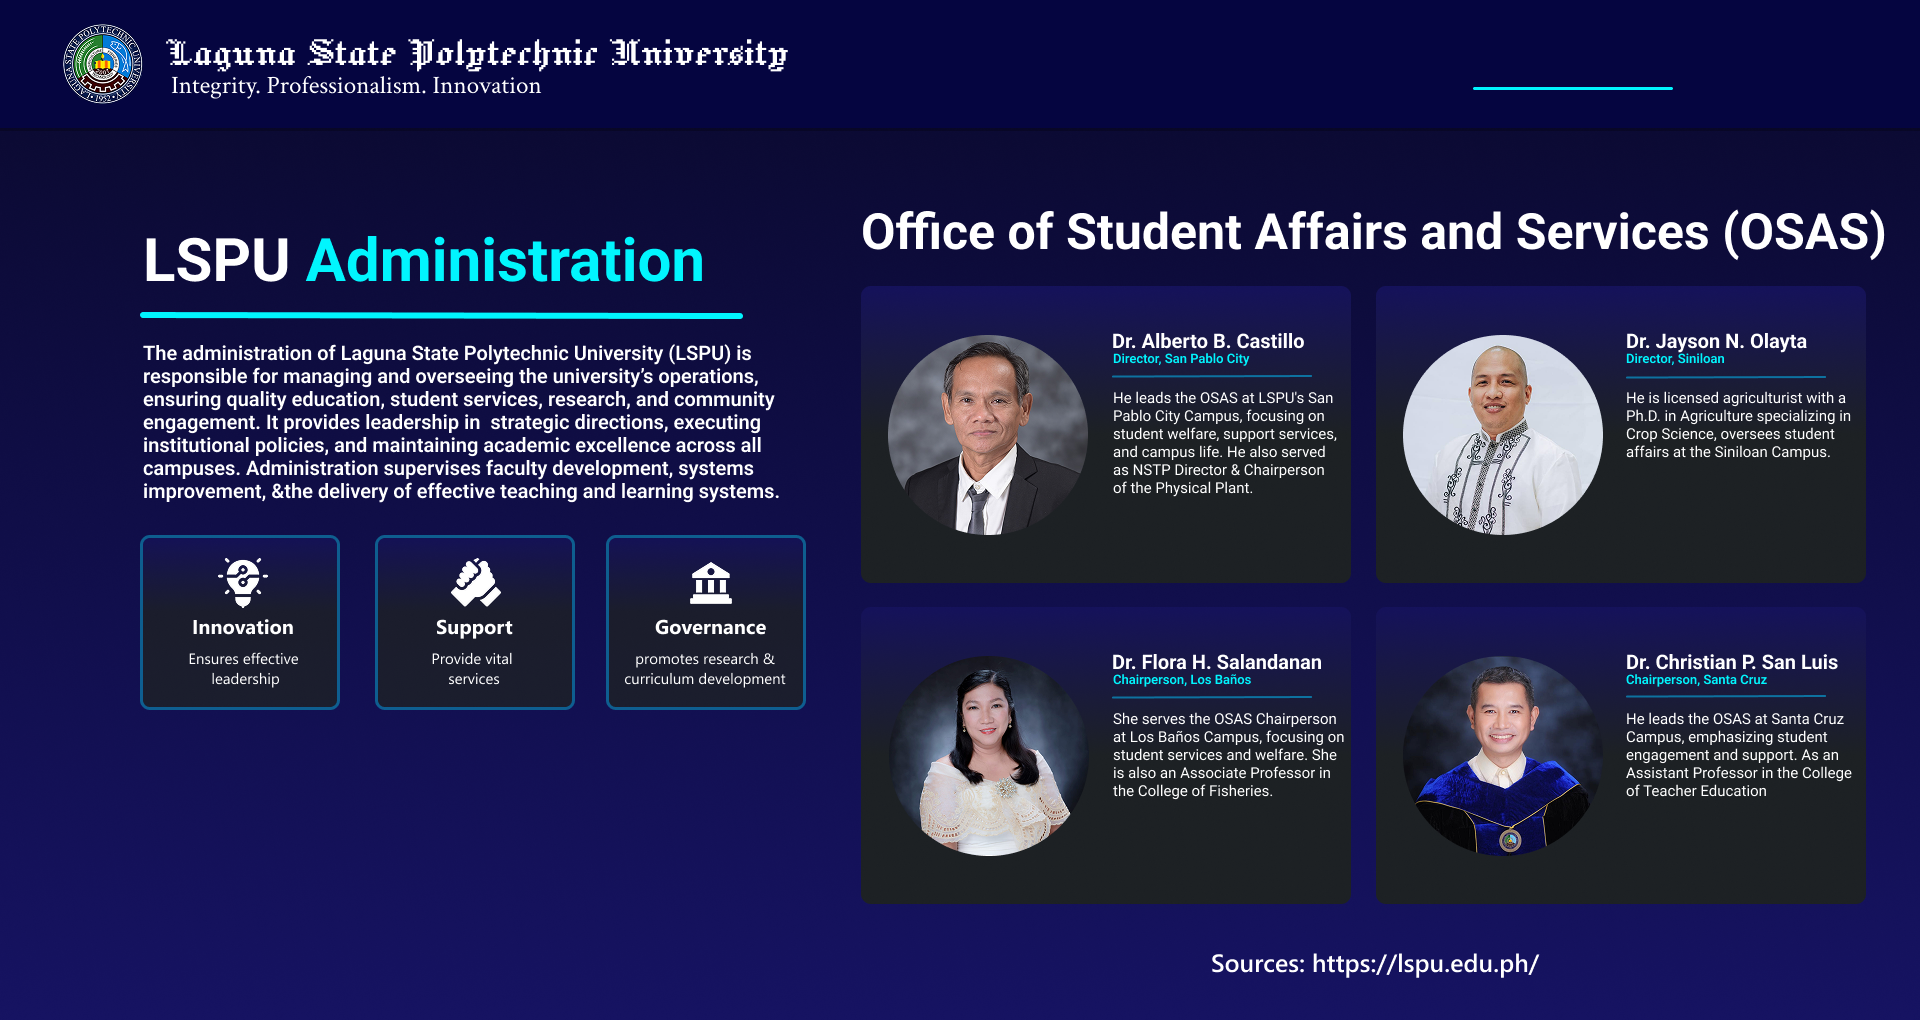 LAGUNA STATE POLYTECHNIC UNIVERSITY
• 1952 •
Laguna State Polytechnic University
Integrity. Professionalism. Innovation
LSPU Administration
The administration of Laguna State Polytechnic University (LSPU) is
responsible for managing and overseeing the university’s operations,
ensuring quality education, student services, research, and community
engagement. It provides leadership in  strategic directions, executing
institutional policies, and maintaining academic excellence across all
campuses. Administration supervises faculty development, systems
improvement, &the delivery of effective teaching and learning systems.
Innovation
Ensures effective
leadership
Support
Provide vital
services
Governance
promotes research &
curriculum development
Office of Student Affairs and Services (OSAS)
Dr. Alberto B. Castillo
Director, San Pablo City
He leads the OSAS at LSPU's San
Pablo City Campus, focusing on
student welfare, support services,
and campus life. He also served
as NSTP Director & Chairperson
of the Physical Plant.
Dr. Jayson N. Olayta
Director, Siniloan
He is licensed agriculturist with a
Ph.D. in Agriculture specializing in
Crop Science, oversees student
affairs at the Siniloan Campus.
Dr. Flora H. Salandanan
Chairperson, Los Baños
She serves the OSAS Chairperson
at Los Baños Campus, focusing on
student services and welfare. She
is also an Associate Professor in
the College of Fisheries.
Dr. Christian P. San Luis
Chairperson, Santa Cruz
He leads the OSAS at Santa Cruz
Campus, emphasizing student
engagement and support. As an
Assistant Professor in the College
of Teacher Education
Sources: https://lspu.edu.ph/